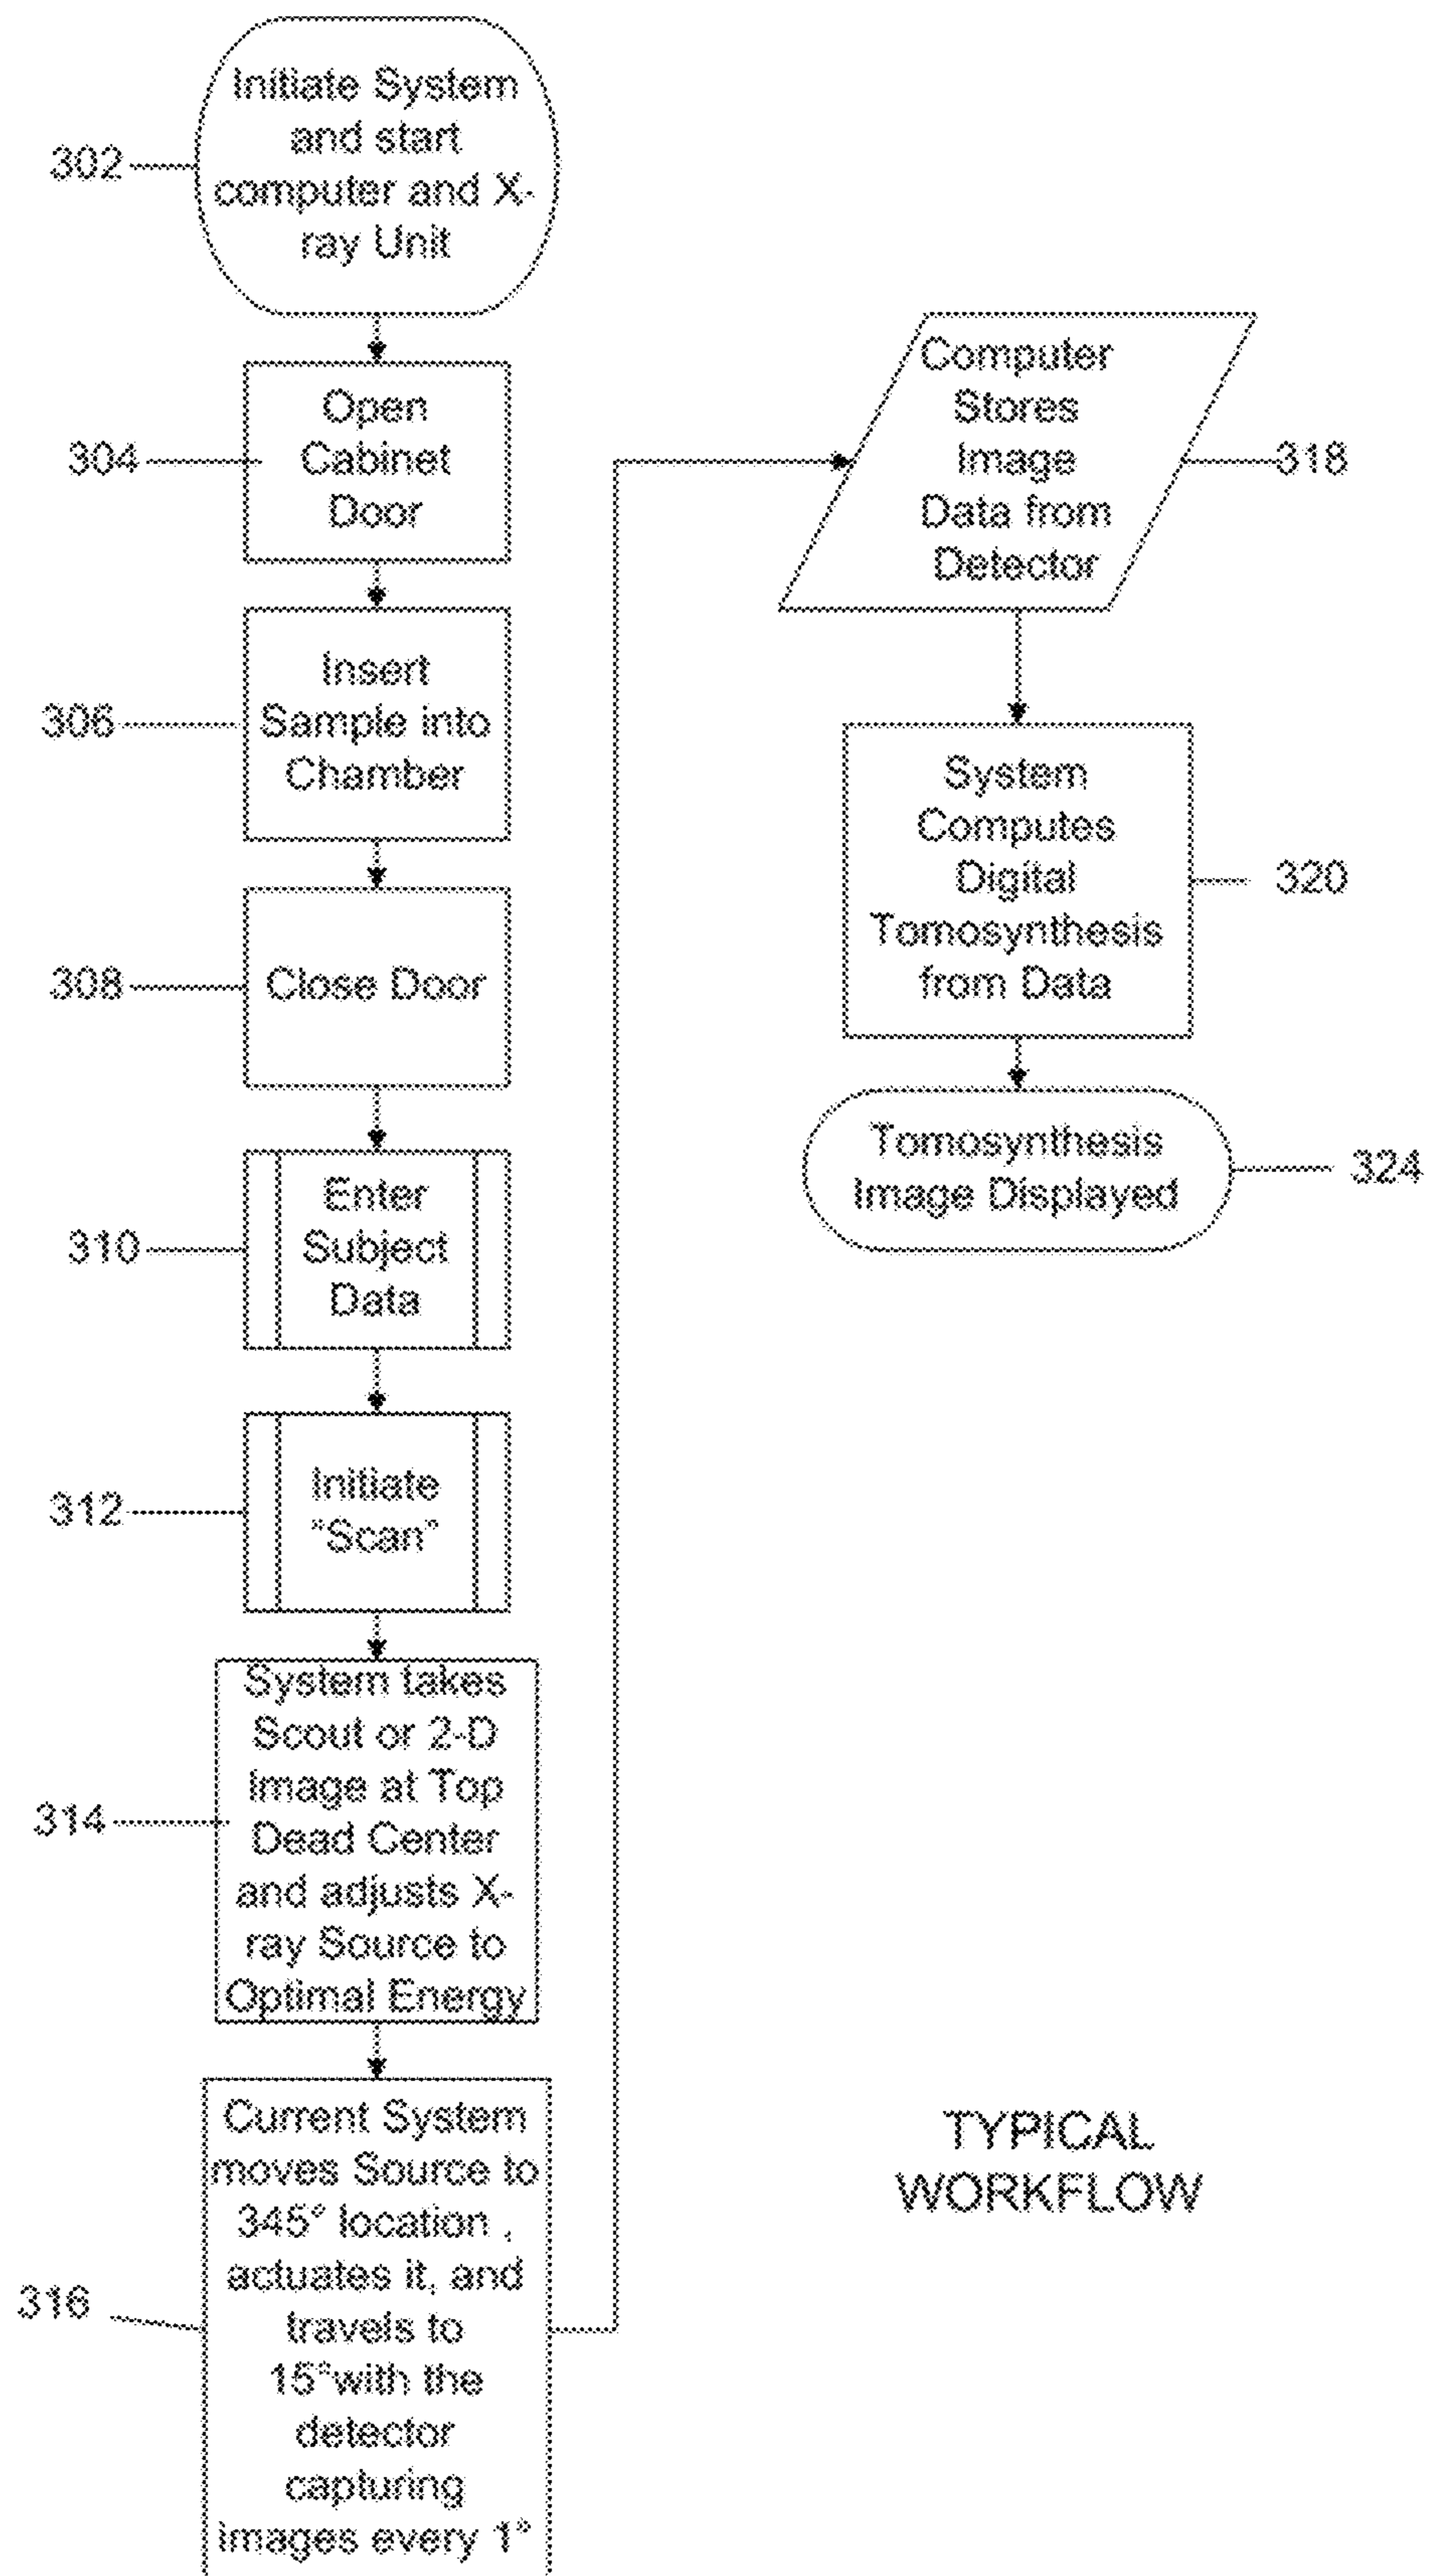 302
Initiate System
and start
computer and X-
ray Unit
304
Open
Cabinet
Door
306
Insert
Sample into
Chamber
308
Close Door
310
Enter
Subject
Data
312
Initiate
“Scan”
314
System takes
Scout or 2-D
image at Top
Dead Center
and adjusts X-
ray Source to
Optimal Energy
316
Current System
moves Source to
345° location ,
actuates it, and
travels to
15°with the
detector
capturing
images every 1°
Computer
Stores
Image
Data from
Detector
318
System
Computes
Digital
Tomosynthesis
from Data
320
Tomosynthesis
Image Displayed
324
TYPICAL
WORKFLOW